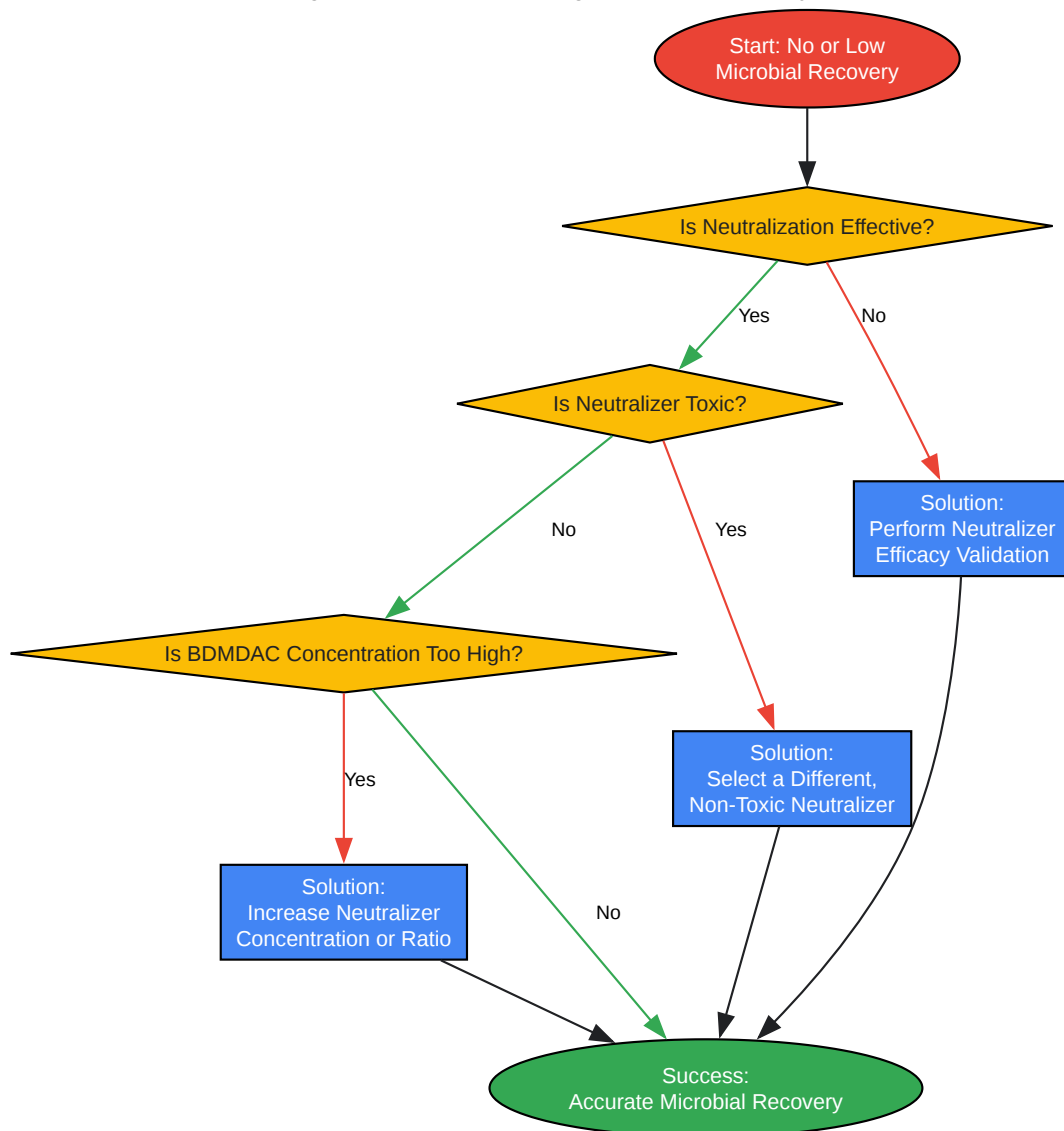 Start: No or Low
Microbial Recovery
Is Neutralization Effective?
Yes
No
Is Neutralizer Toxic?
No
Yes
Solution:
Perform Neutralizer
Efficacy Validation
Is BDMDAC Concentration Too High?
Yes
No
Solution:
Select a Different,
Non-Toxic Neutralizer
Solution:
Increase Neutralizer
Concentration or Ratio
Success:
Accurate Microbial Recovery